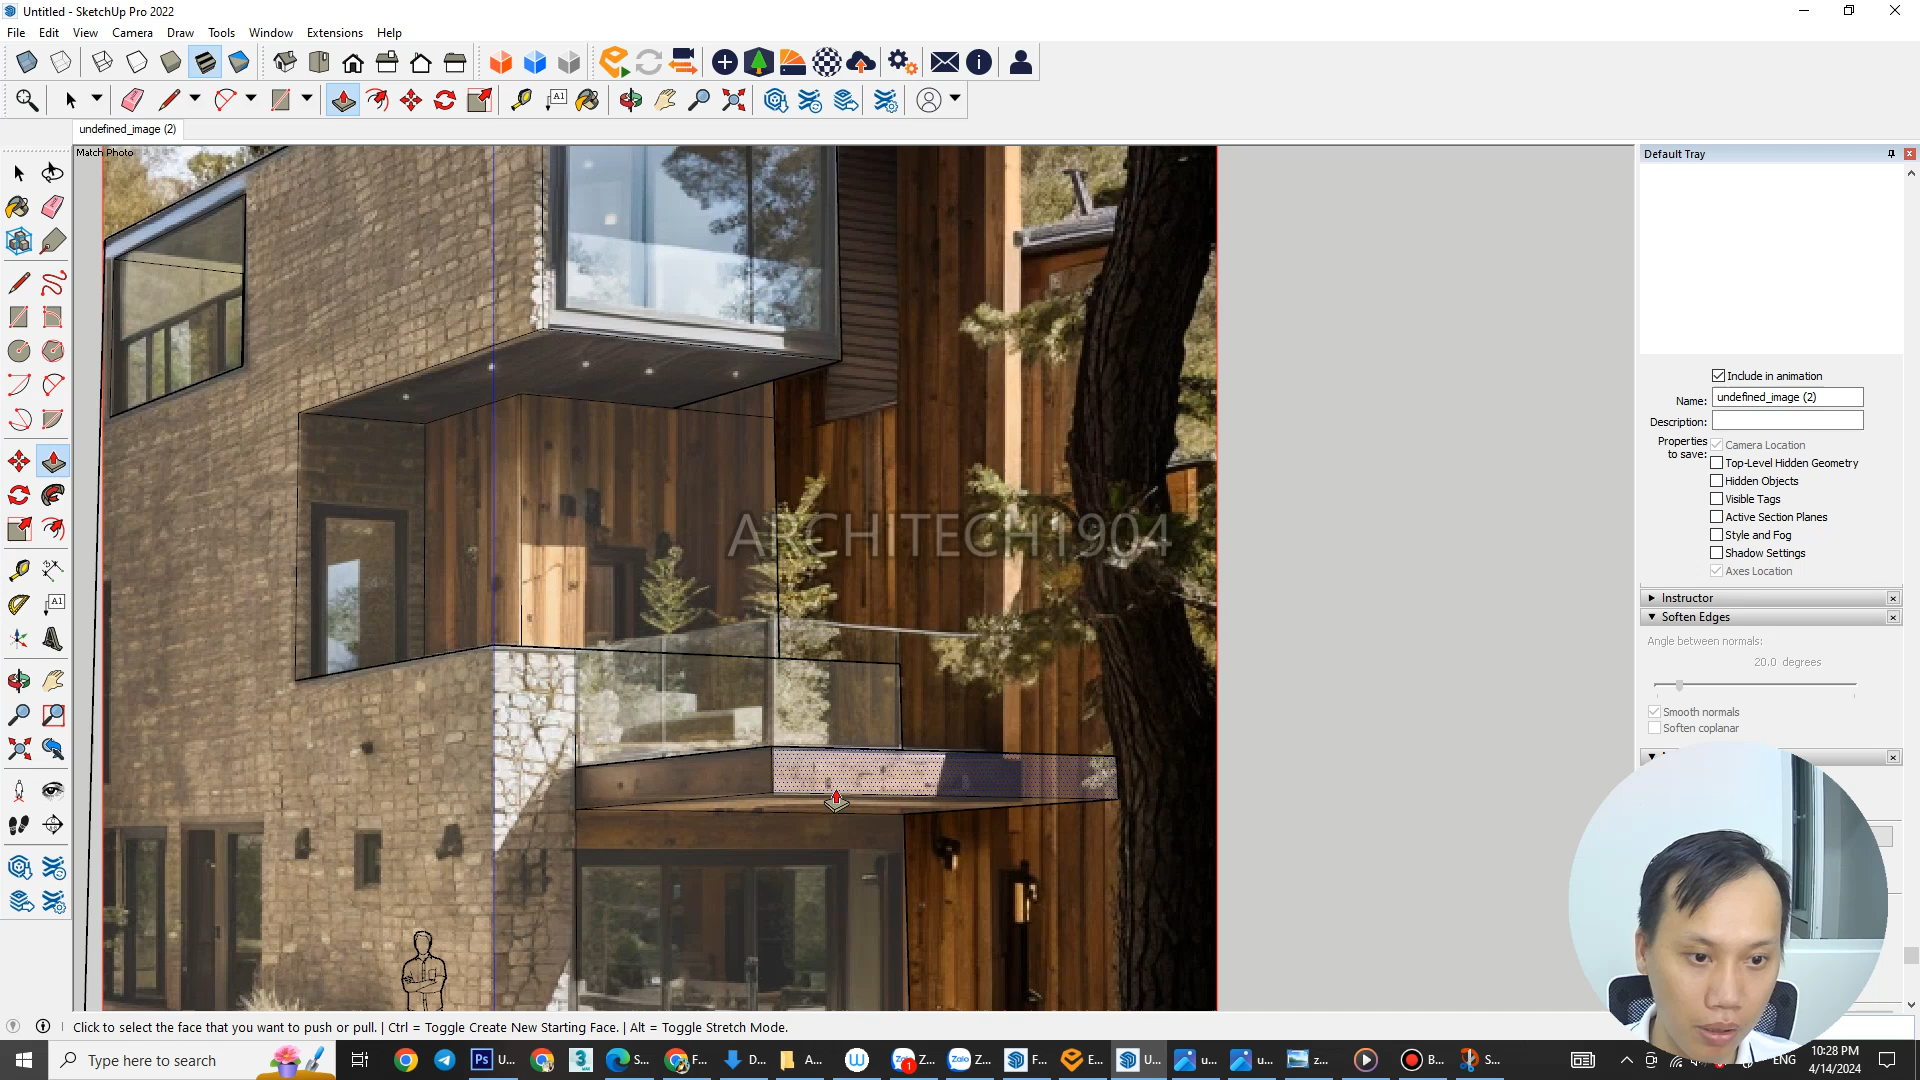 Untitled - SketchUp Pro 2022
File Edit View Camera Draw Tools Window Extensions Help
undefined_image (2)
Match Photo
Default Tray
Include in animation
Name: undefined_image (2)
Description:
Properties to save:
Camera Location
Top-Level Hidden Geometry
Hidden Objects
Visible Tags
Active Section Planes
Style and Fog
Shadow Settings
Axes Location
Instructor
Soften Edges
Angle between normals:
20.0 degrees
Smooth normals
Soften coplanar
ARCHITECH1904
Click to select the face that you want to push or pull. | Ctrl = Toggle Create New Starting Face. | Alt = Toggle Stretch Mode.
Type here to search
U... S... F... D... A... Z... Z... F... E... U... u... u... z... B... S...
ENG
10:28 PM
4/14/2024